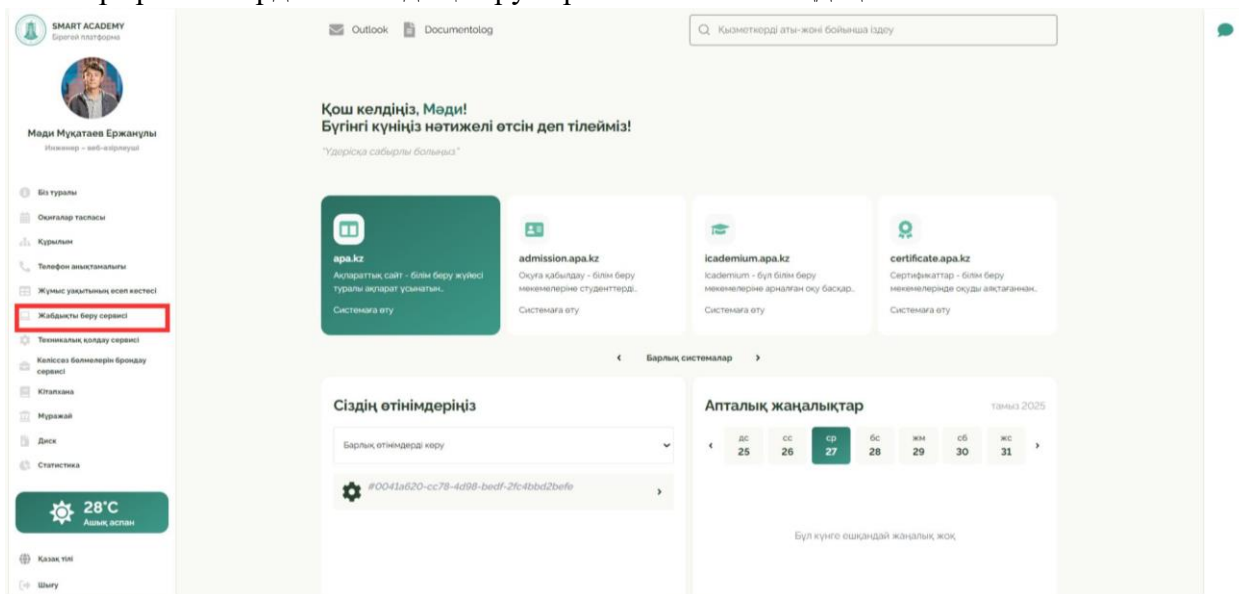 SMART ACADEMY
Бірегей платформа
Outlook
Documentolog
Қызметкерді аты-жөні бойынша іздеу
Мәди Мұқатаев Ержанұлы
Инженер - веб-әзірлеуші
Біз туралы
Оқиғалар таспасы
Құрылым
Телефон анықтамалығы
Жұмыс уақытының есеп кестесі
Жабдықты беру сервисі
Техникалық қолдау сервисі
Келіссөз бөлмелерін брондау
сервисі
Кітапхана
Мұражай
Диск
Статистика
28°C
Ашық аспан
Қазақ тілі
Шығу
Қош келдіңіз, Мәди!
Бүгінгі күніңіз нәтижелі өтсін деп тілейміз!
"Үдеріске сабырлы болыңыз."
apa.kz
Ақпараттық сайт - білім беру жүйесі
туралы ақпарат ұсынатын..
Системаға өту
admission.apa.kz
Оқуға қабылдау - білім беру
мекемелеріне студенттерді..
Системаға өту
icademium.apa.kz
Icademium - бұл білім беру
мекемелеріне арналған оқу басқар..
Системаға өту
certificate.apa.kz
Сертификаттар - білім беру
мекемелерінде оқуды аяқтағаннан..
Системаға өту
‹ Барлық системалар ›
Сіздің өтінімдеріңіз
Барлық өтінімдерді көру
#0041a620-cc78-4d98-bedf-2fc4bbd2befe
Апталық жаңалықтар
тамыз 2025
дс сс ср бс жм сб жс
25 26 27 28 29 30 31
Бұл күнге ешқандай жаңалық жоқ